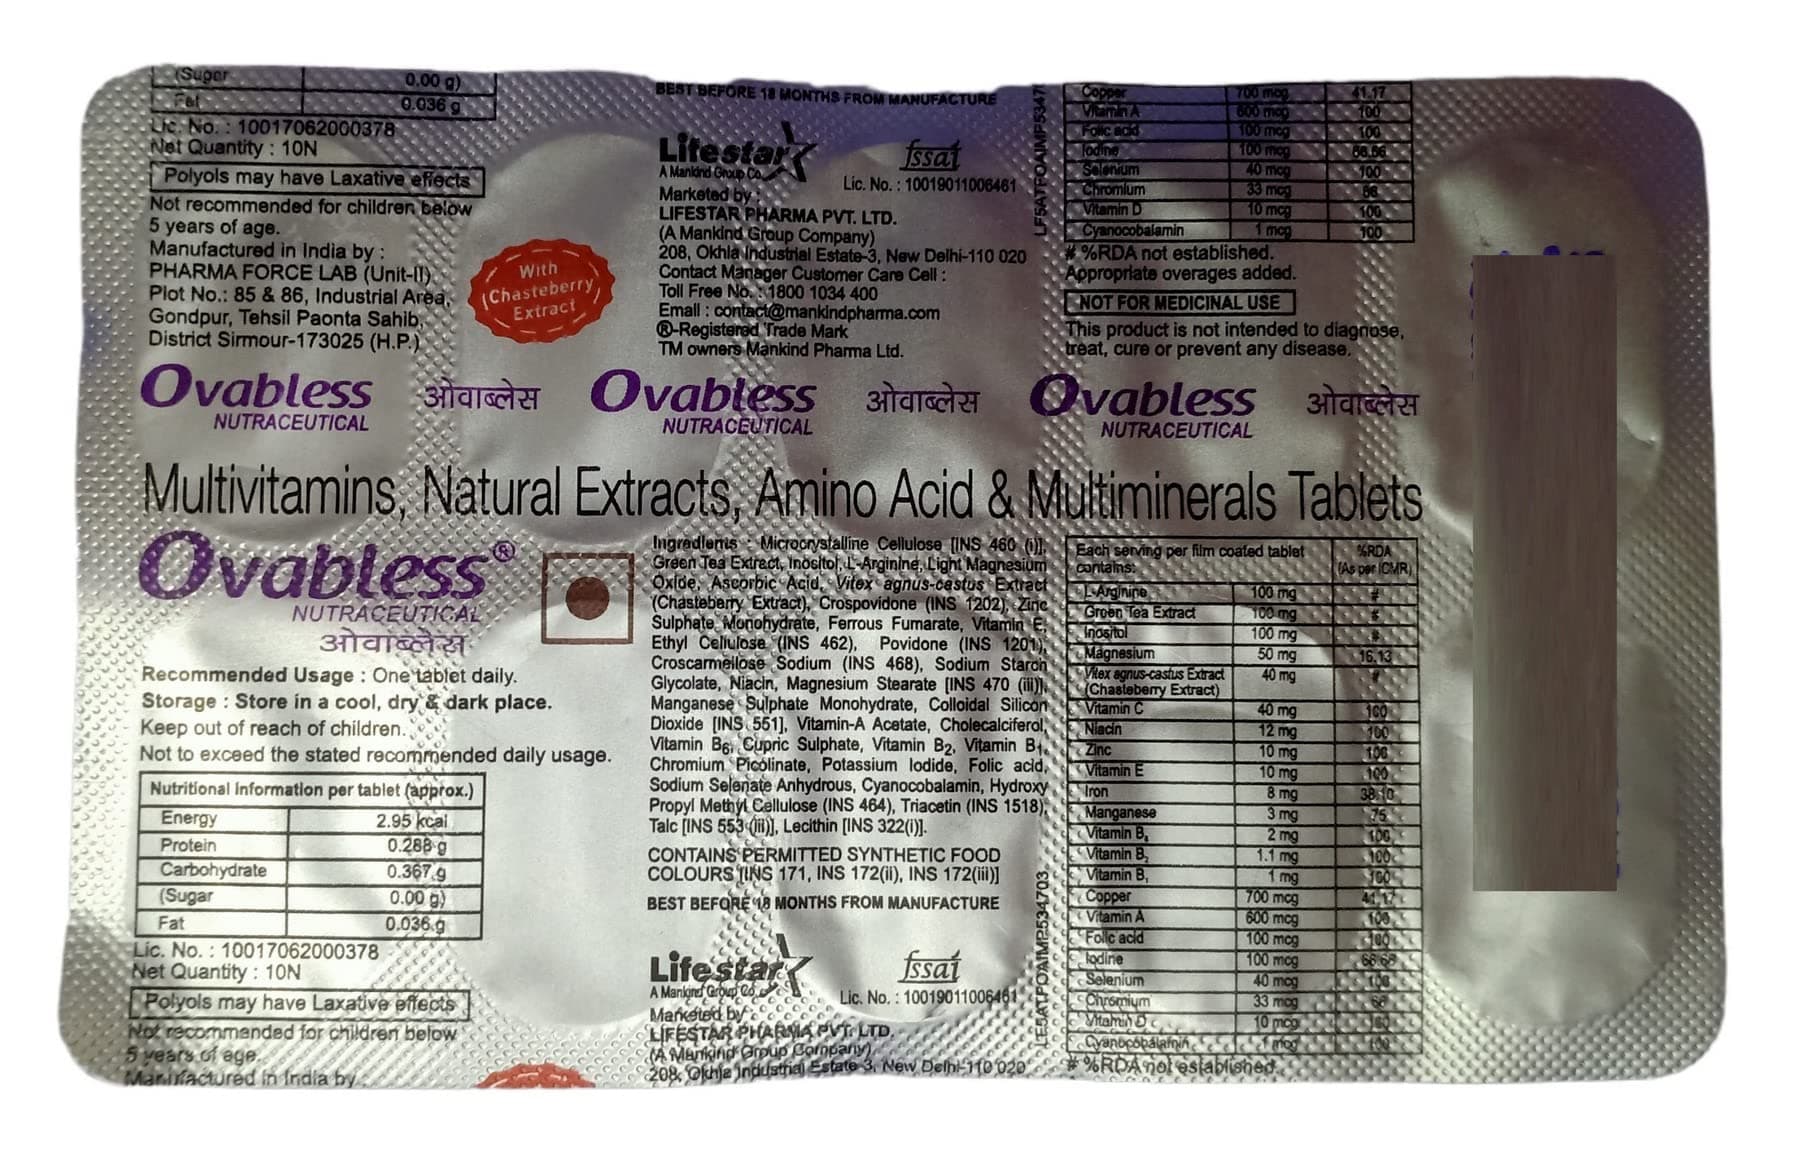 (Sugar 0.00 g)
Fat 0.036 g
Lic. No. : 10017062000378
Net Quantity : 10N
Polyols may have Laxative effects
Not recommended for children below
5 years of age.
Manufactured in India by :
PHARMA FORCE LAB (Unit-II)
Plot No.: 85 & 86, Industrial Area,
Gondpur, Tehsil Paonta Sahib,
District Sirmour-173025 (H.P.)
With
Chasteberry
Extract
BEST BEFORE 18 MONTHS FROM MANUFACTURE
Lifestar
A Mankind Group Co.
fssai
Lic. No. : 10019011006461
Marketed by :
LIFESTAR PHARMA PVT. LTD.
(A Mankind Group Company)
208, Okhla Industrial Estate-3, New Delhi-110 020
Contact Manager Customer Care Cell :
Toll Free No. : 1800 1034 400
Email : contact@mankindpharma.com
®-Registered Trade Mark
TM owners Mankind Pharma Ltd.
Copper 700 mcg 41.17
Vitamin A 600 mcg 100
Folic acid 100 mcg 100
Iodine 100 mcg 66.66
Selenium 40 mcg 100
Chromium 33 mcg 66
Vitamin D 10 mcg 100
Cyanocobalamin 1 mcg 100
# %RDA not established.
Appropriate overages added.
NOT FOR MEDICINAL USE
This product is not intended to diagnose,
treat, cure or prevent any disease.
Ovabless ओवाब्लेस Ovabless ओवाब्लेस Ovabless ओवाब्लेस
NUTRACEUTICAL NUTRACEUTICAL NUTRACEUTICAL
Multivitamins, Natural Extracts, Amino Acid & Multiminerals Tablets
Ovabless®
NUTRACEUTICAL
ओवाब्लेस
Recommended Usage : One tablet daily.
Storage : Store in a cool, dry & dark place.
Keep out of reach of children.
Not to exceed the stated recommended daily usage.
Nutritional Information per tablet (approx.)
Energy 2.95 kcal
Protein 0.288 g
Carbohydrate 0.367 g
(Sugar 0.00 g)
Fat 0.036 g
Lic. No. : 10017062000378
Net Quantity : 10N
Polyols may have Laxative effects
Not recommended for children below
5 years of age.
Manufactured in India by
Ingredients : Microcrystalline Cellulose [INS 460 (i)],
Green Tea Extract, Inositol, L-Arginine, Light Magnesium
Oxide, Ascorbic Acid, Vitex agnus-castus Extract
(Chasteberry Extract), Crospovidone (INS 1202), Zinc
Sulphate Monohydrate, Ferrous Fumarate, Vitamin E,
Ethyl Cellulose (INS 462), Povidone (INS 1201),
Croscarmellose Sodium (INS 468), Sodium Starch
Glycolate, Niacin, Magnesium Stearate [INS 470 (iii)],
Manganese Sulphate Monohydrate, Colloidal Silicon
Dioxide [INS 551], Vitamin-A Acetate, Cholecalciferol,
Vitamin B6, Cupric Sulphate, Vitamin B2, Vitamin B1,
Chromium Picolinate, Potassium Iodide, Folic acid,
Sodium Selenate Anhydrous, Cyanocobalamin, Hydroxy
Propyl Methyl Cellulose (INS 464), Triacetin (INS 1518),
Talc [INS 553 (iii)], Lecithin [INS 322(i)].
CONTAINS PERMITTED SYNTHETIC FOOD
COLOURS [INS 171, INS 172(ii), INS 172(iii)]
BEST BEFORE 18 MONTHS FROM MANUFACTURE
Lifestar
A Mankind Group Co.
fssai
Lic. No. : 10019011006461
Marketed by :
LIFESTAR PHARMA PVT. LTD.
(A Mankind Group Company)
208, Okhla Industrial Estate-3, New Delhi-110 020
Each serving per film coated tablet %RDA
contains: (As per ICMR)
L-Arginine 100 mg #
Green Tea Extract 100 mg #
Inositol 100 mg #
Magnesium 50 mg 16.13
Vitex agnus-castus Extract 40 mg #
(Chasteberry Extract)
Vitamin C 40 mg 100
Niacin 12 mg 100
Zinc 10 mg 100
Vitamin E 10 mg 100
Iron 8 mg 38.10
Manganese 3 mg 75
Vitamin B6 2 mg 100
Vitamin B2 1.1 mg 100
Vitamin B1 1 mg 100
Copper 700 mcg 41.17
Vitamin A 600 mcg 100
Folic acid 100 mcg 100
Iodine 100 mcg 66.66
Selenium 40 mcg 100
Chromium 33 mcg 66
Vitamin D 10 mcg 100
Cyanocobalamin 1 mcg 100
# %RDA not established.